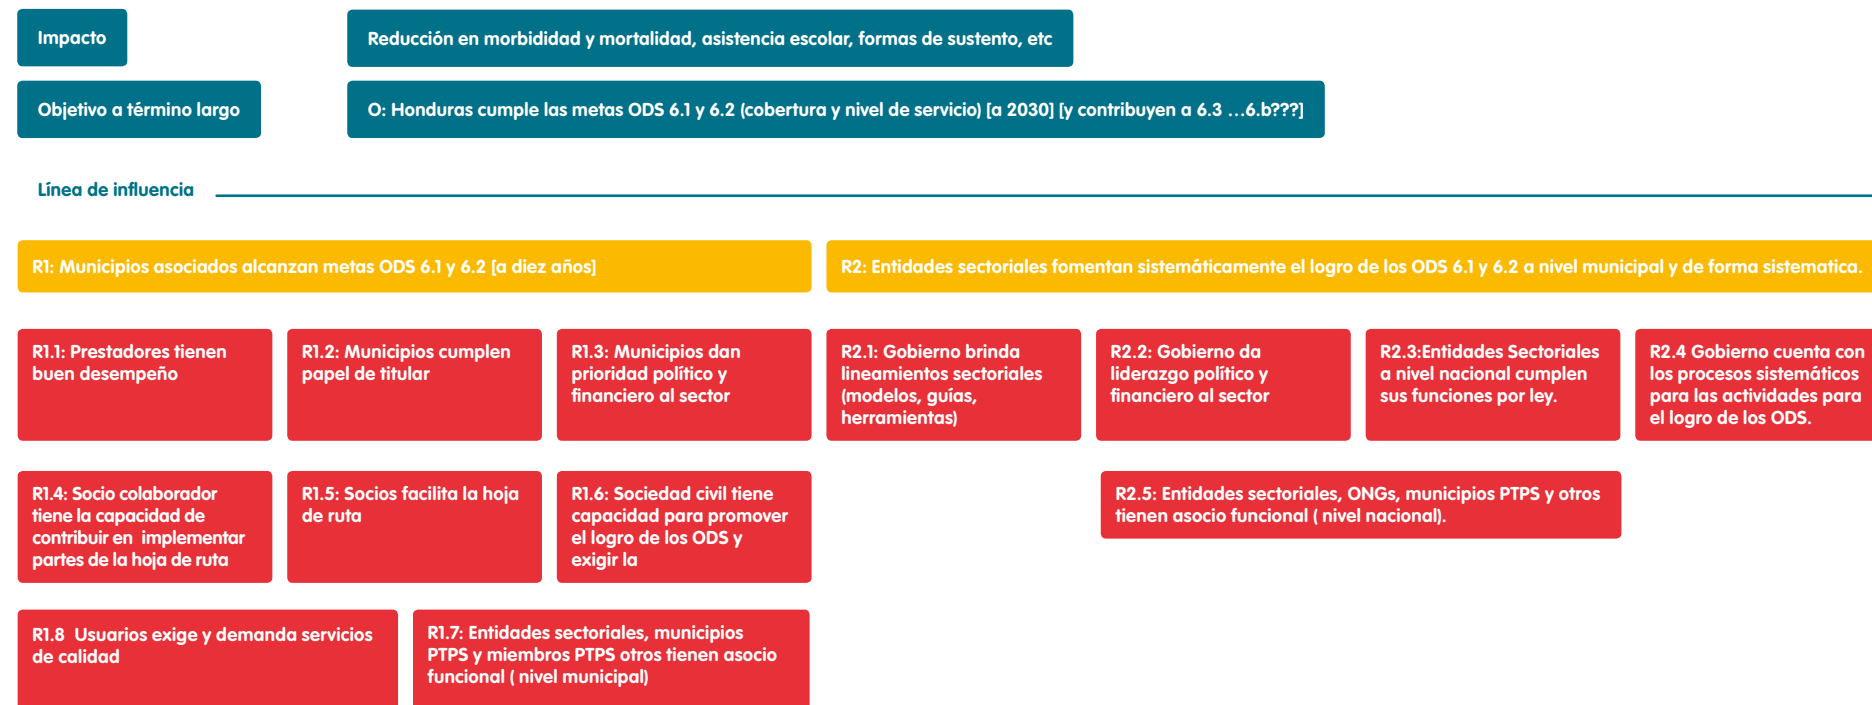 Impacto
Reducción en morbididad y mortalidad, asistencia escolar, formas de sustento, etc
Objetivo a término largo
O: Honduras cumple las metas ODS 6.1 y 6.2 (cobertura y nivel de servicio) [a 2030] [y contribuyen a 6.3 …6.b???]
Línea de influencia
R1: Municipios asociados alcanzan metas ODS 6.1 y 6.2 [a diez años]
R2: Entidades sectoriales fomentan sistemáticamente el logro de los ODS 6.1 y 6.2 a nivel municipal y de forma sistematica.
R1.1: Prestadores tienen
buen desempeño
R1.2: Municipios cumplen
papel de titular
R1.3: Municipios dan
prioridad político y
financiero al sector
R2.1: Gobierno brinda
lineamientos sectoriales
(modelos, guías,
herramientas)
R2.2: Gobierno da
liderazgo político y
financiero al sector
R2.3:Entidades Sectoriales
a nivel nacional cumplen
sus funciones por ley.
R2.4 Gobierno cuenta con
los procesos sistemáticos
para las actividades para
el logro de los ODS.
R1.4: Socio colaborador
tiene la capacidad de
contribuir en implementar
partes de la hoja de ruta
R1.5: Socios facilita la hoja
de ruta
R1.6: Sociedad civil tiene
capacidad para promover
el logro de los ODS y
exigir la
R2.5: Entidades sectoriales, ONGs, municipios PTPS y otros
tienen asocio funcional ( nivel nacional).
R1.8 Usuarios exige y demanda servicios
de calidad
R1.7: Entidades sectoriales, municipios
PTPS y miembros PTPS otros tienen asocio
funcional ( nivel municipal)